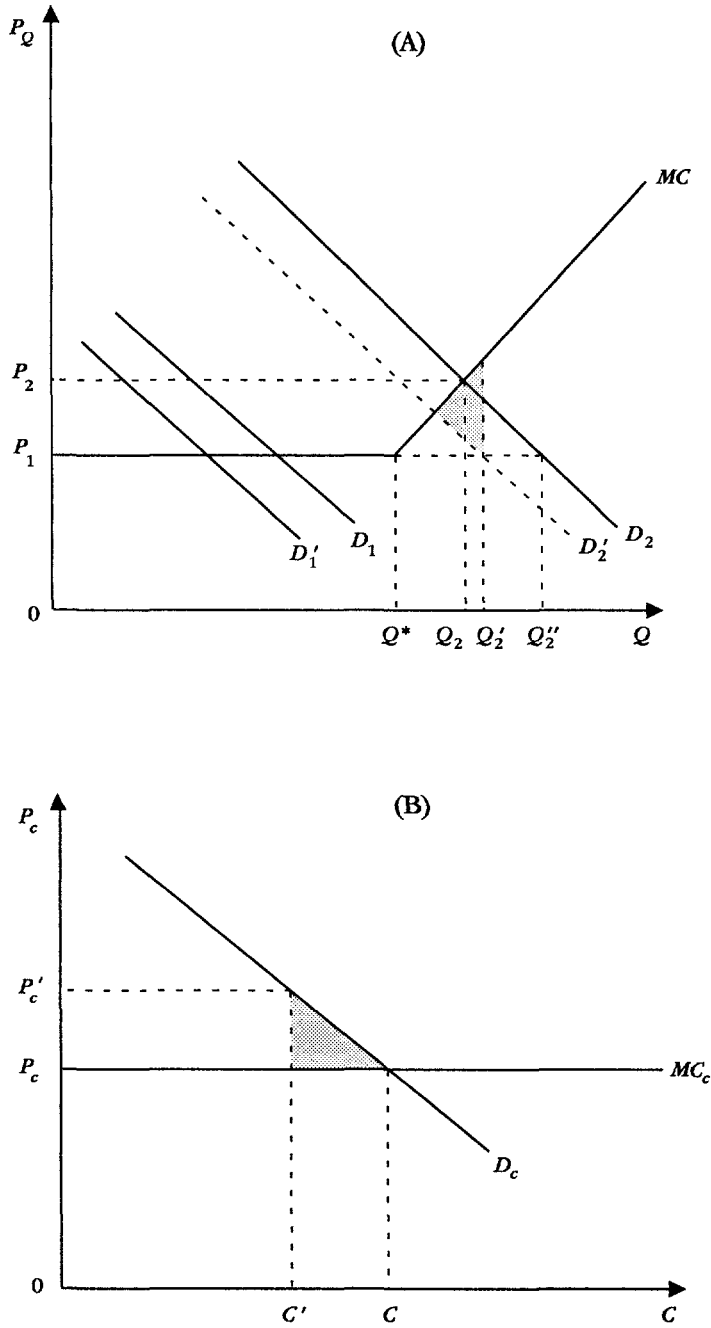 P_Q
(A)
MC
P_2
P_1
D_1'
D_1
D_2'
D_2
0
Q* Q_2 Q_2' Q_2'' Q
P_c
(B)
P_c'
P_c
MC_c
D_c
0
C' C C